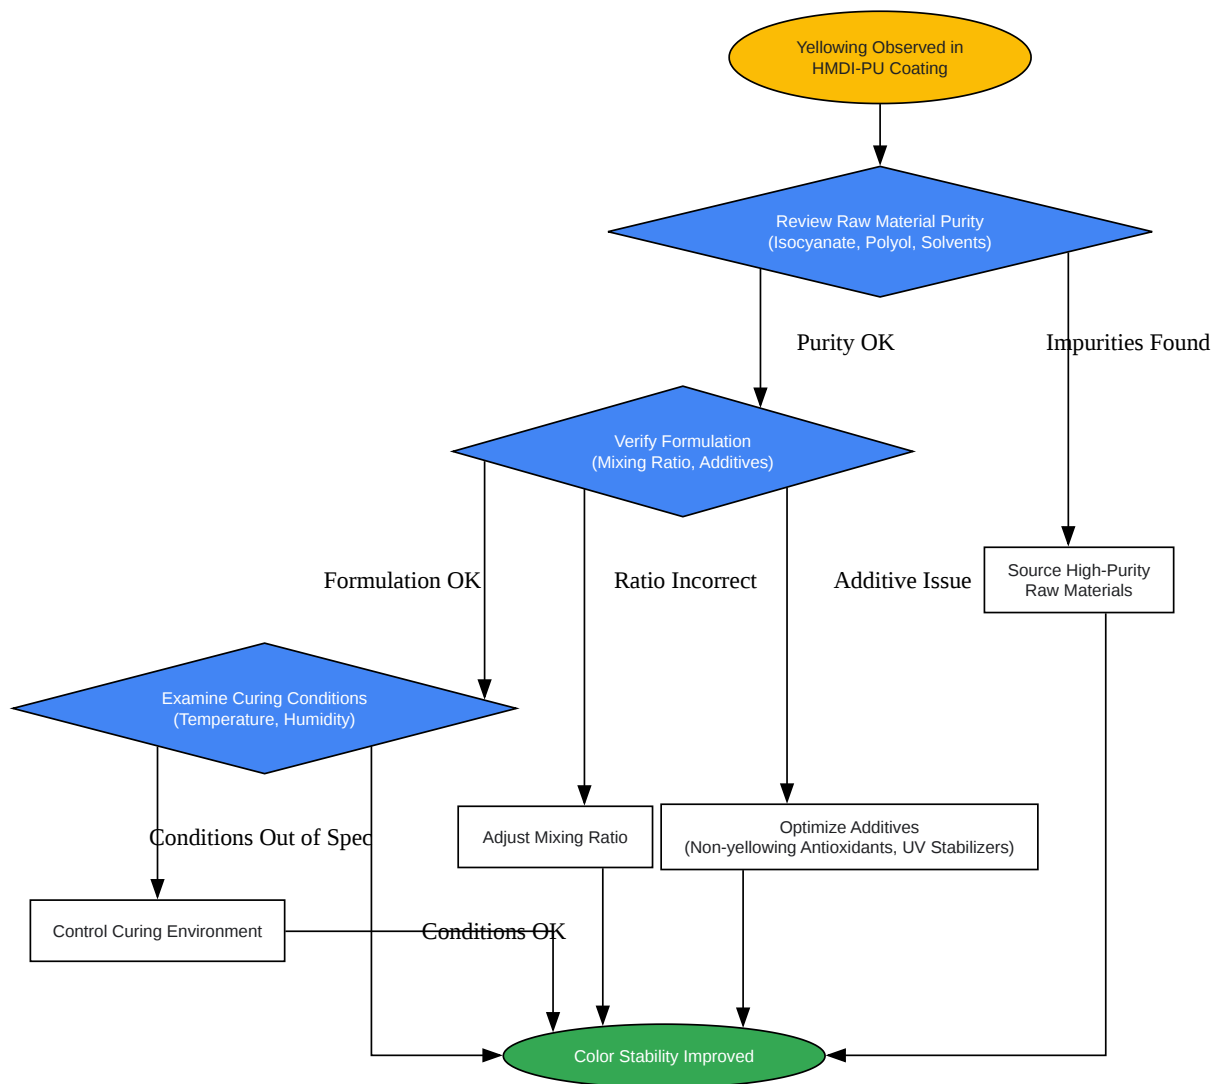 Yellowing Observed in
HMDI-PU Coating
Review Raw Material Purity
(Isocyanate, Polyol, Solvents)
Purity OK
Impurities Found
Verify Formulation
(Mixing Ratio, Additives)
Formulation OK
Ratio Incorrect
Additive Issue
Source High-Purity
Raw Materials
Examine Curing Conditions
(Temperature, Humidity)
Conditions Out of Spec
Adjust Mixing Ratio
Optimize Additives
(Non-yellowing Antioxidants, UV Stabilizers)
Control Curing Environment
Conditions OK
Color Stability Improved